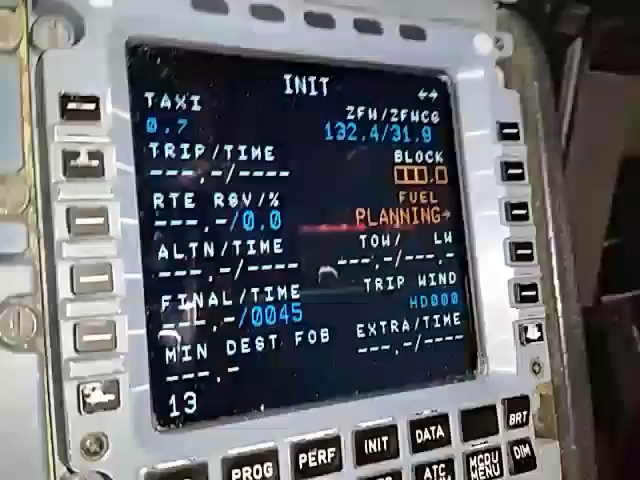 INIT
↔
TAXI
ZFW/ZFWCG
0.7
132.4/31.9
TRIP/TIME
BLOCK
---.-/----
▯▯▯.▯
RTE RSV/%
FUEL
---.-/0.0
PLANNING→
ALTN/TIME
TOW/ LW
---.-/----
---.-/---.-
FINAL/TIME
TRIP WIND
---.-/0045
HD000
MIN DEST FOB
EXTRA/TIME
---.-
---.-/----
13
PROG
PERF
INIT
DATA
BRT
ATC
MCDU
MENU
DIM